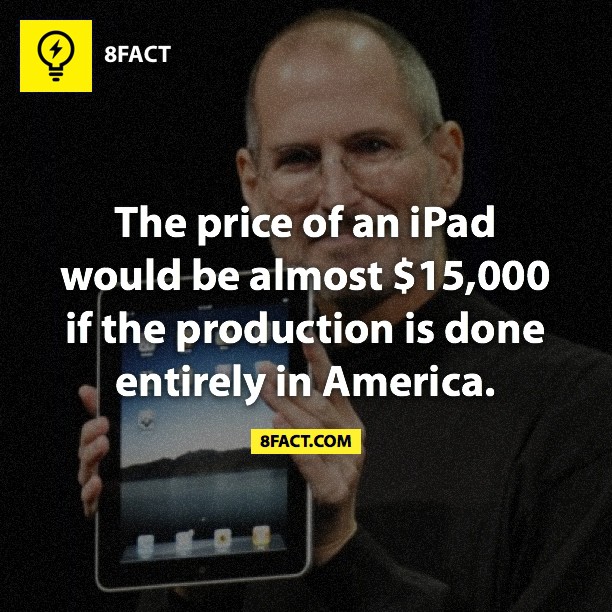 8FACT
The price of an iPad
would be almost $15,000
if the production is done
entirely in America.
8FACT.COM